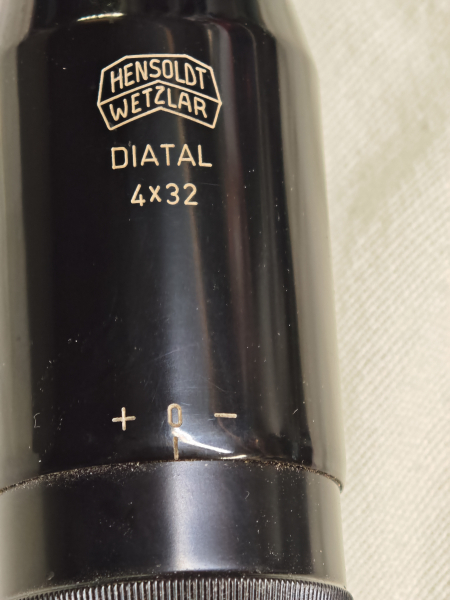 HENSOLDT
WETZLAR
DIATAL
4x32
+ 0 -